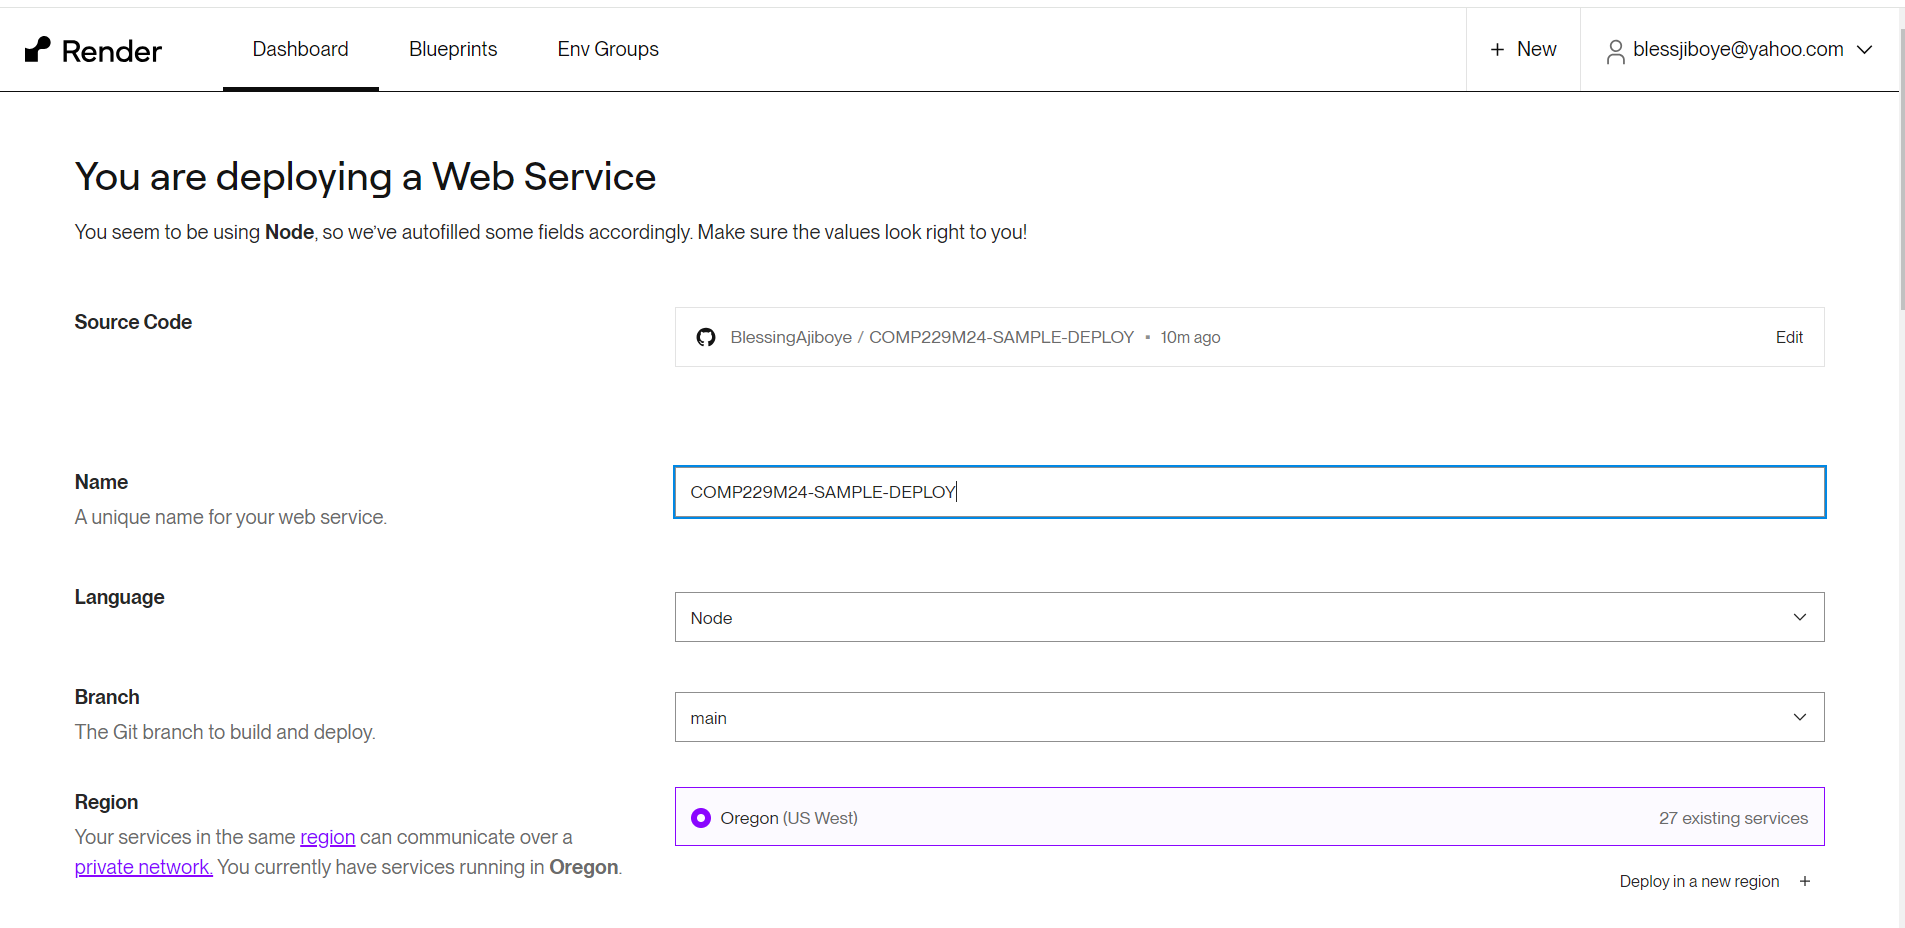 Render
Dashboard
Blueprints
Env Groups
+ New
blessjiboye@yahoo.com
You are deploying a Web Service
You seem to be using Node, so we've autofilled some fields accordingly. Make sure the values look right to you!
Source Code
BlessingAjiboye / COMP229M24-SAMPLE-DEPLOY • 10m ago
Edit
Name
A unique name for your web service.
COMP229M24-SAMPLE-DEPLOY
Language
Node
Branch
The Git branch to build and deploy.
main
Region
Your services in the same region can communicate over a
private network. You currently have services running in Oregon.
Oregon (US West)
27 existing services
Deploy in a new region +